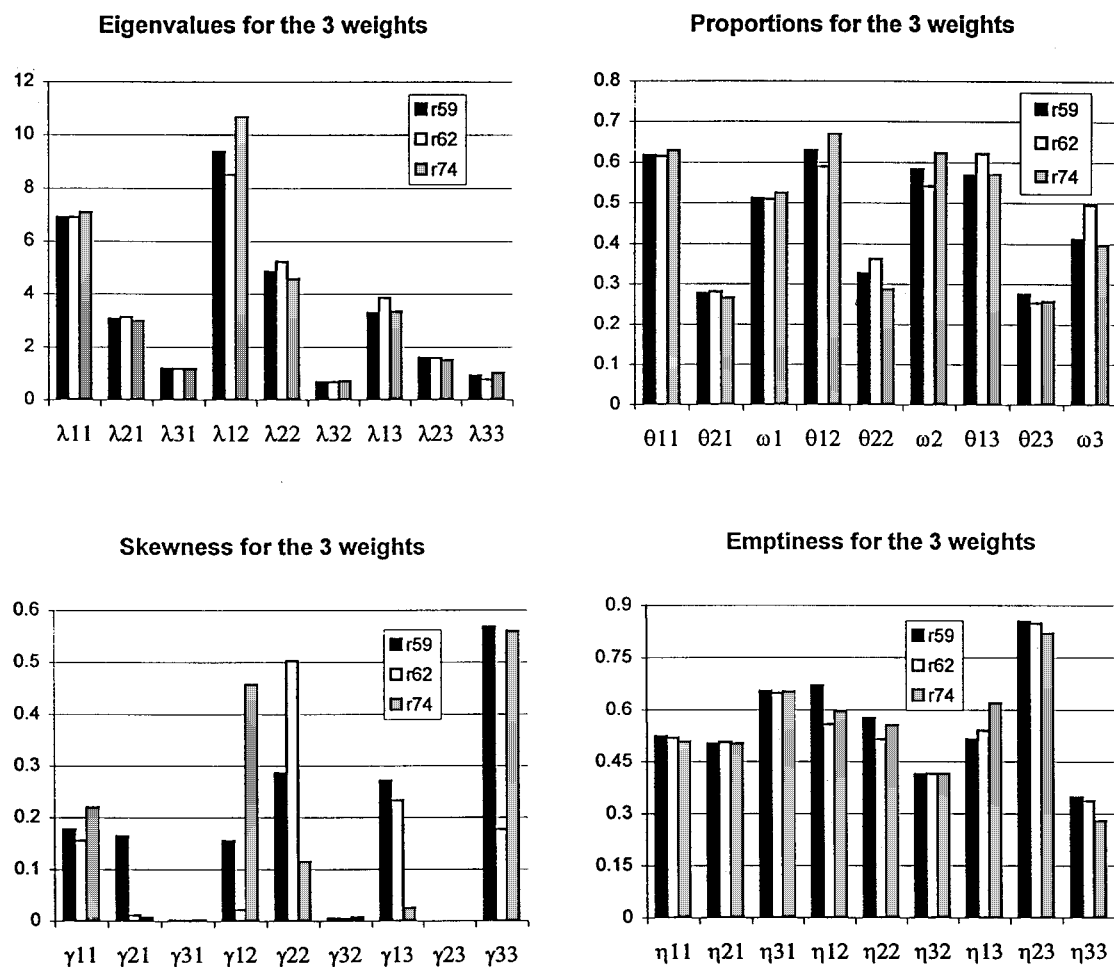 Eigenvalues for the 3 weights
12
10
8
6
4
2
0
r59
r62
r74
λ11 λ21 λ31 λ12 λ22 λ32 λ13 λ23 λ33
Proportions for the 3 weights
0.8
0.7
0.6
0.5
0.4
0.3
0.2
0.1
0
r59
r62
r74
θ11 θ21 ω1 θ12 θ22 ω2 θ13 θ23 ω3
Skewness for the 3 weights
0.6
0.5
0.4
0.3
0.2
0.1
0
r59
r62
r74
γ11 γ21 γ31 γ12 γ22 γ32 γ13 γ23 γ33
Emptiness for the 3 weights
0.9
0.75
0.6
0.45
0.3
0.15
0
r59
r62
r74
η11 η21 η31 η12 η22 η32 η13 η23 η33